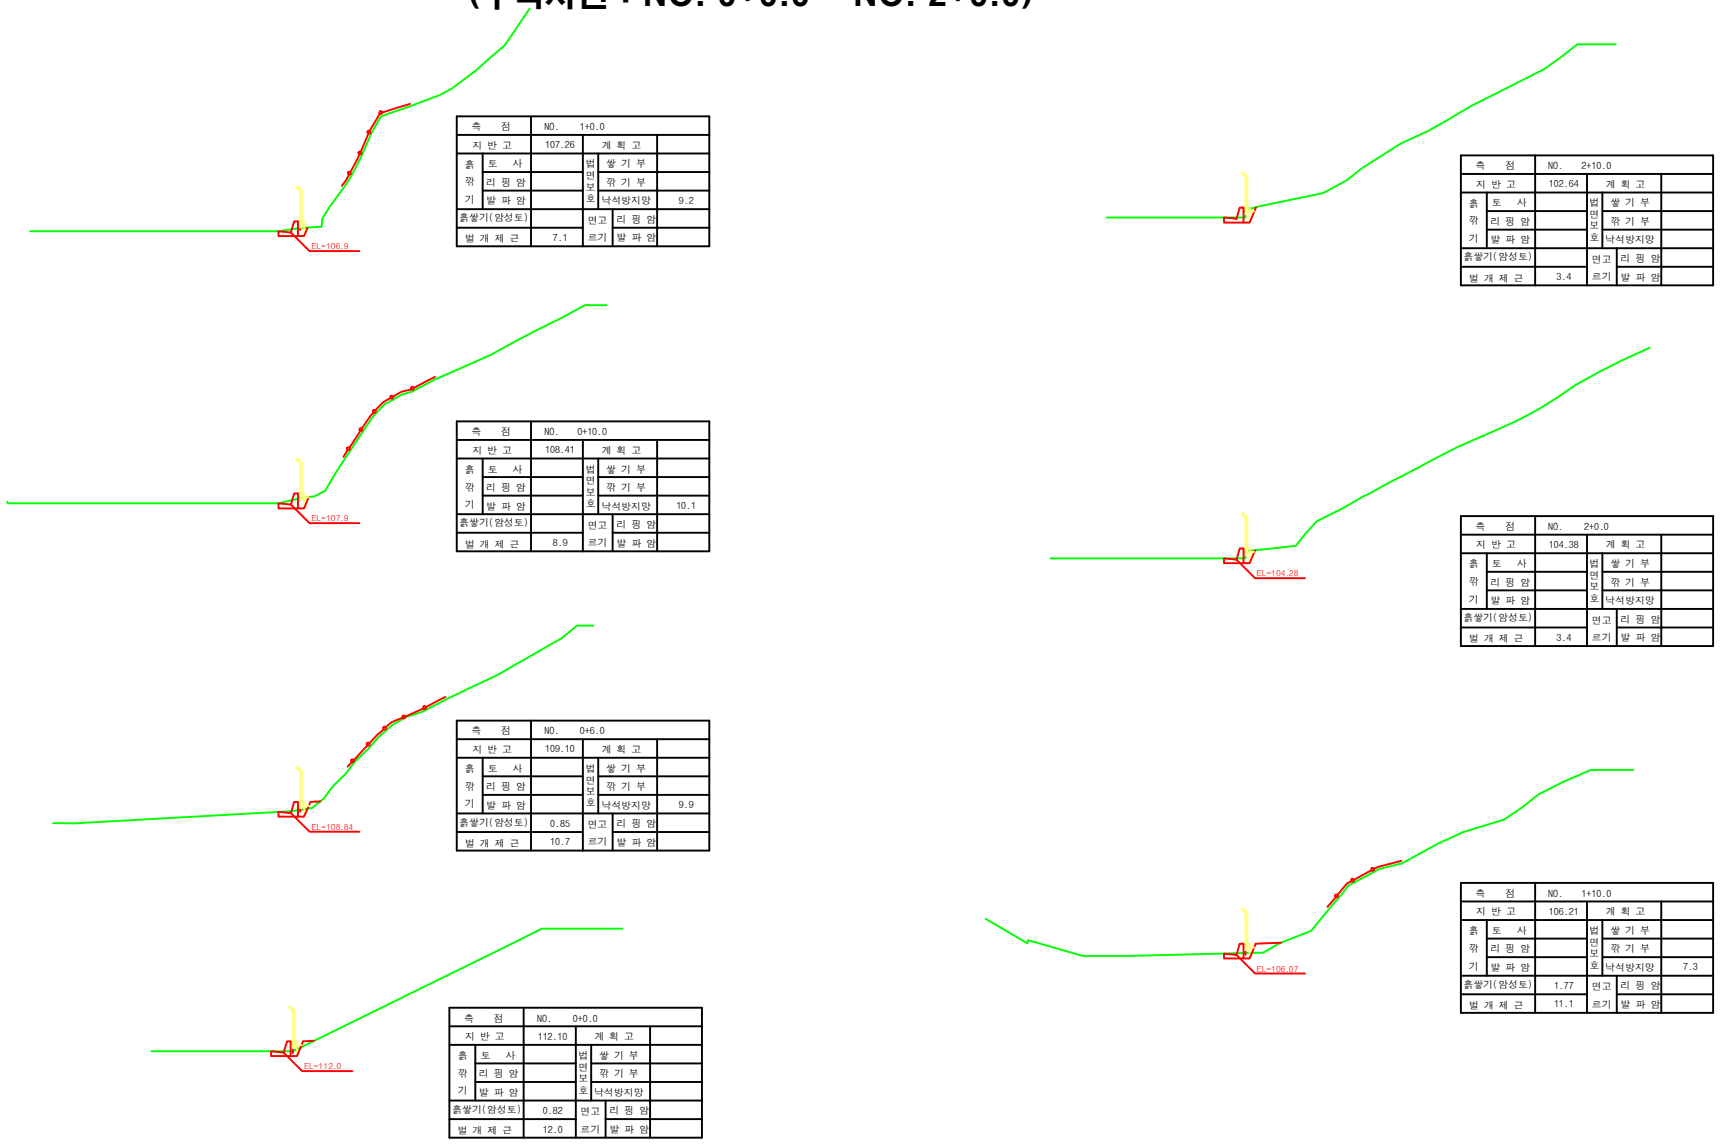 측 점 NO. 1+0.0
지 반 고 107.26 계 획 고
흙 깎 기 토 사 법면보호 쌓 기 부
리 핑 암 깎 기 부
발 파 암 낙석방지망 9.2
흙쌓기(암성토) 면고르기 리 핑 암
벌 개 제 근 7.1 발 파 암
EL=106.9
측 점 NO. 0+10.0
지 반 고 108.41 계 획 고
흙 깎 기 토 사 법면보호 쌓 기 부
리 핑 암 깎 기 부
발 파 암 낙석방지망 10.1
흙쌓기(암성토) 면고르기 리 핑 암
벌 개 제 근 8.9 발 파 암
EL=107.9
측 점 NO. 0+6.0
지 반 고 109.10 계 획 고
흙 깎 기 토 사 법면보호 쌓 기 부
리 핑 암 깎 기 부
발 파 암 낙석방지망 9.9
흙쌓기(암성토) 0.85 면고르기 리 핑 암
벌 개 제 근 10.7 발 파 암
EL=108.84
측 점 NO. 0+0.0
지 반 고 112.10 계 획 고
흙 깎 기 토 사 법면보호 쌓 기 부
리 핑 암 깎 기 부
발 파 암 낙석방지망
흙쌓기(암성토) 0.82 면고르기 리 핑 암
벌 개 제 근 12.0 발 파 암
EL=112.0
측 점 NO. 2+10.0
지 반 고 102.64 계 획 고
흙 깎 기 토 사 법면보호 쌓 기 부
리 핑 암 깎 기 부
발 파 암 낙석방지망
흙쌓기(암성토) 면고르기 리 핑 암
벌 개 제 근 3.4 발 파 암
측 점 NO. 2+0.0
지 반 고 104.38 계 획 고
흙 깎 기 토 사 법면보호 쌓 기 부
리 핑 암 깎 기 부
발 파 암 낙석방지망
흙쌓기(암성토) 면고르기 리 핑 암
벌 개 제 근 3.4 발 파 암
EL=104.28
측 점 NO. 1+10.0
지 반 고 106.21 계 획 고
흙 깎 기 토 사 법면보호 쌓 기 부
리 핑 암 깎 기 부
발 파 암 낙석방지망 7.3
흙쌓기(암성토) 1.77 면고르기 리 핑 암
벌 개 제 근 11.1 발 파 암
EL=106.07